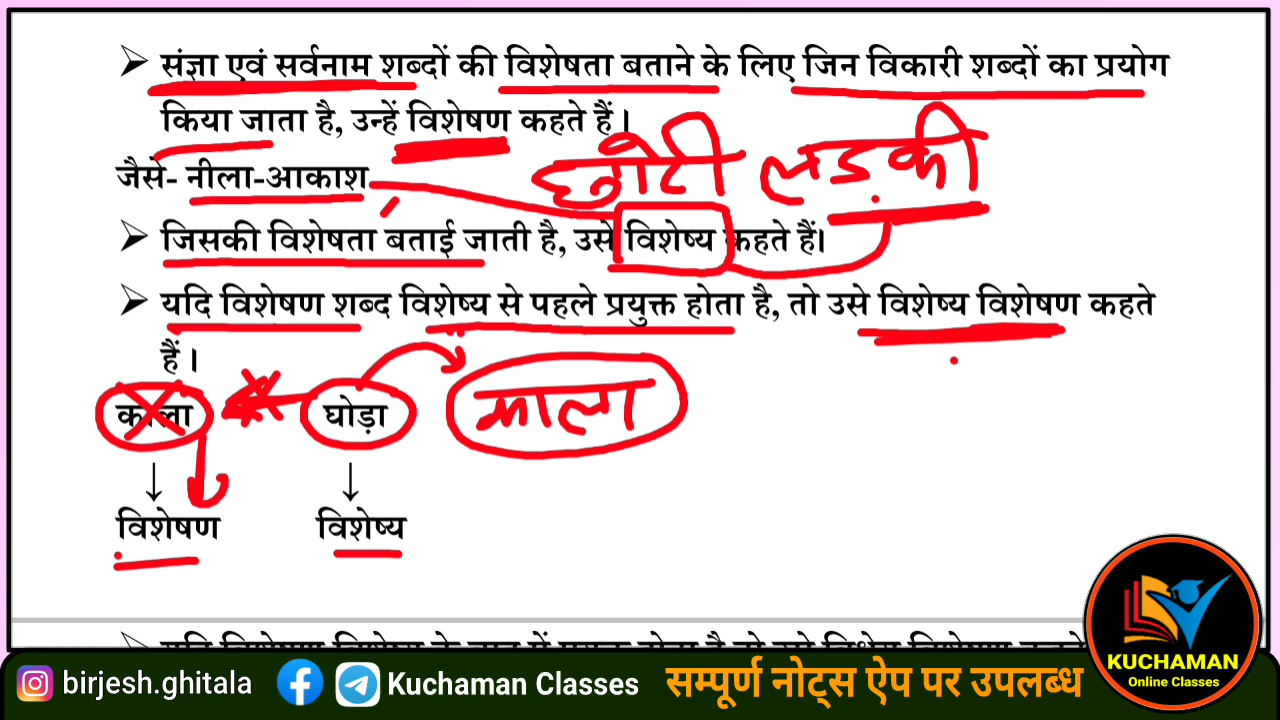 ➢ संज्ञा एवं सर्वनाम शब्दों की विशेषता बताने के लिए जिन विकारी शब्दों का प्रयोग
किया जाता है, उन्हें विशेषण कहते हैं।
छोटी लड़की
जैसे- नीला-आकाश
➢ जिसकी विशेषता बताई जाती है, उसे विशेष्य कहते हैं।
➢ यदि विशेषण शब्द विशेष्य से पहले प्रयुक्त होता है, तो उसे विशेष्य विशेषण कहते
हैं।
काला घोड़ा काला
↓ ↓
विशेषण विशेष्य
birjesh.ghitala Kuchaman Classes सम्पूर्ण नोट्स ऐप पर उपलब्ध
KUCHAMAN
Online Classes